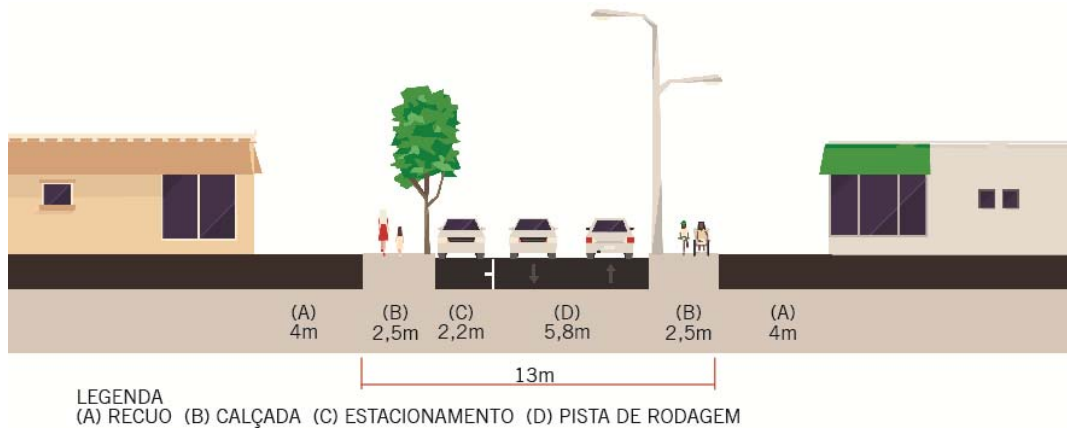 (A) (B) (C) (D) (B) (A)
4m 2,5m 2,2m 5,8m 2,5m 4m
13m
LEGENDA
(A) RECUO (B) CALÇADA (C) ESTACIONAMENTO (D) PISTA DE RODAGEM